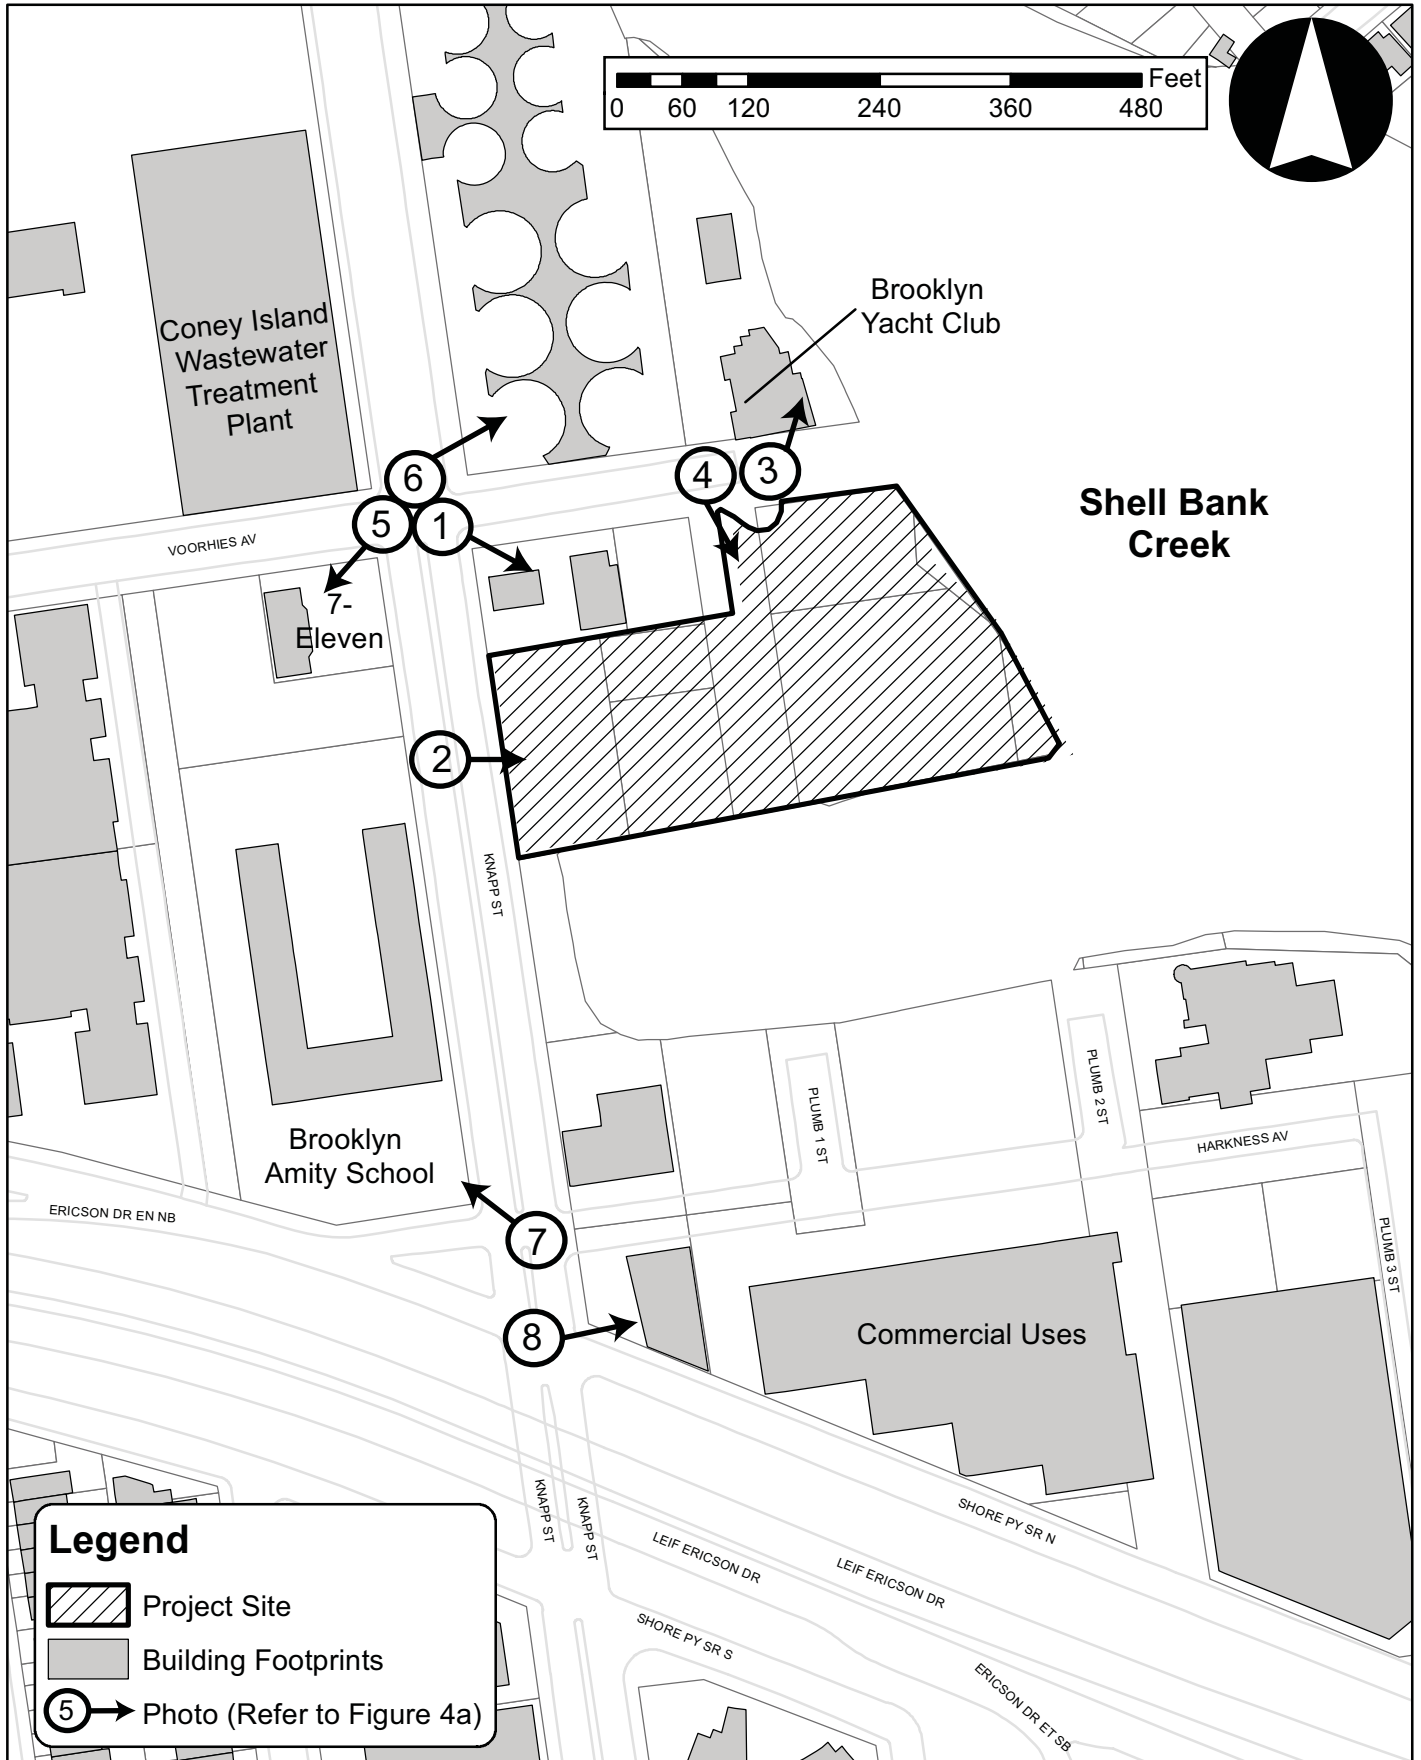 Feet
0 60 120 240 360 480
Brooklyn
Yacht Club
Coney Island
Wastewater
Treatment
Plant
6
4
3
5
1
Shell Bank
Creek
VOORHIES AV
7-
Eleven
2
KNAPP ST
PLUMB 1 ST
PLUMB 2 ST
HARKNESS AV
Brooklyn
Amity School
ERICSON DR EN NB
7
PLUMB 3 ST
8
Commercial Uses
KNAPP ST
KNAPP ST
SHORE PY SR N
LEIF ERICSON DR
LEIF ERICSON DR
SHORE PY SR S
ERICSON DR ET SB
Legend
Project Site
Building Footprints
5 Photo (Refer to Figure 4a)